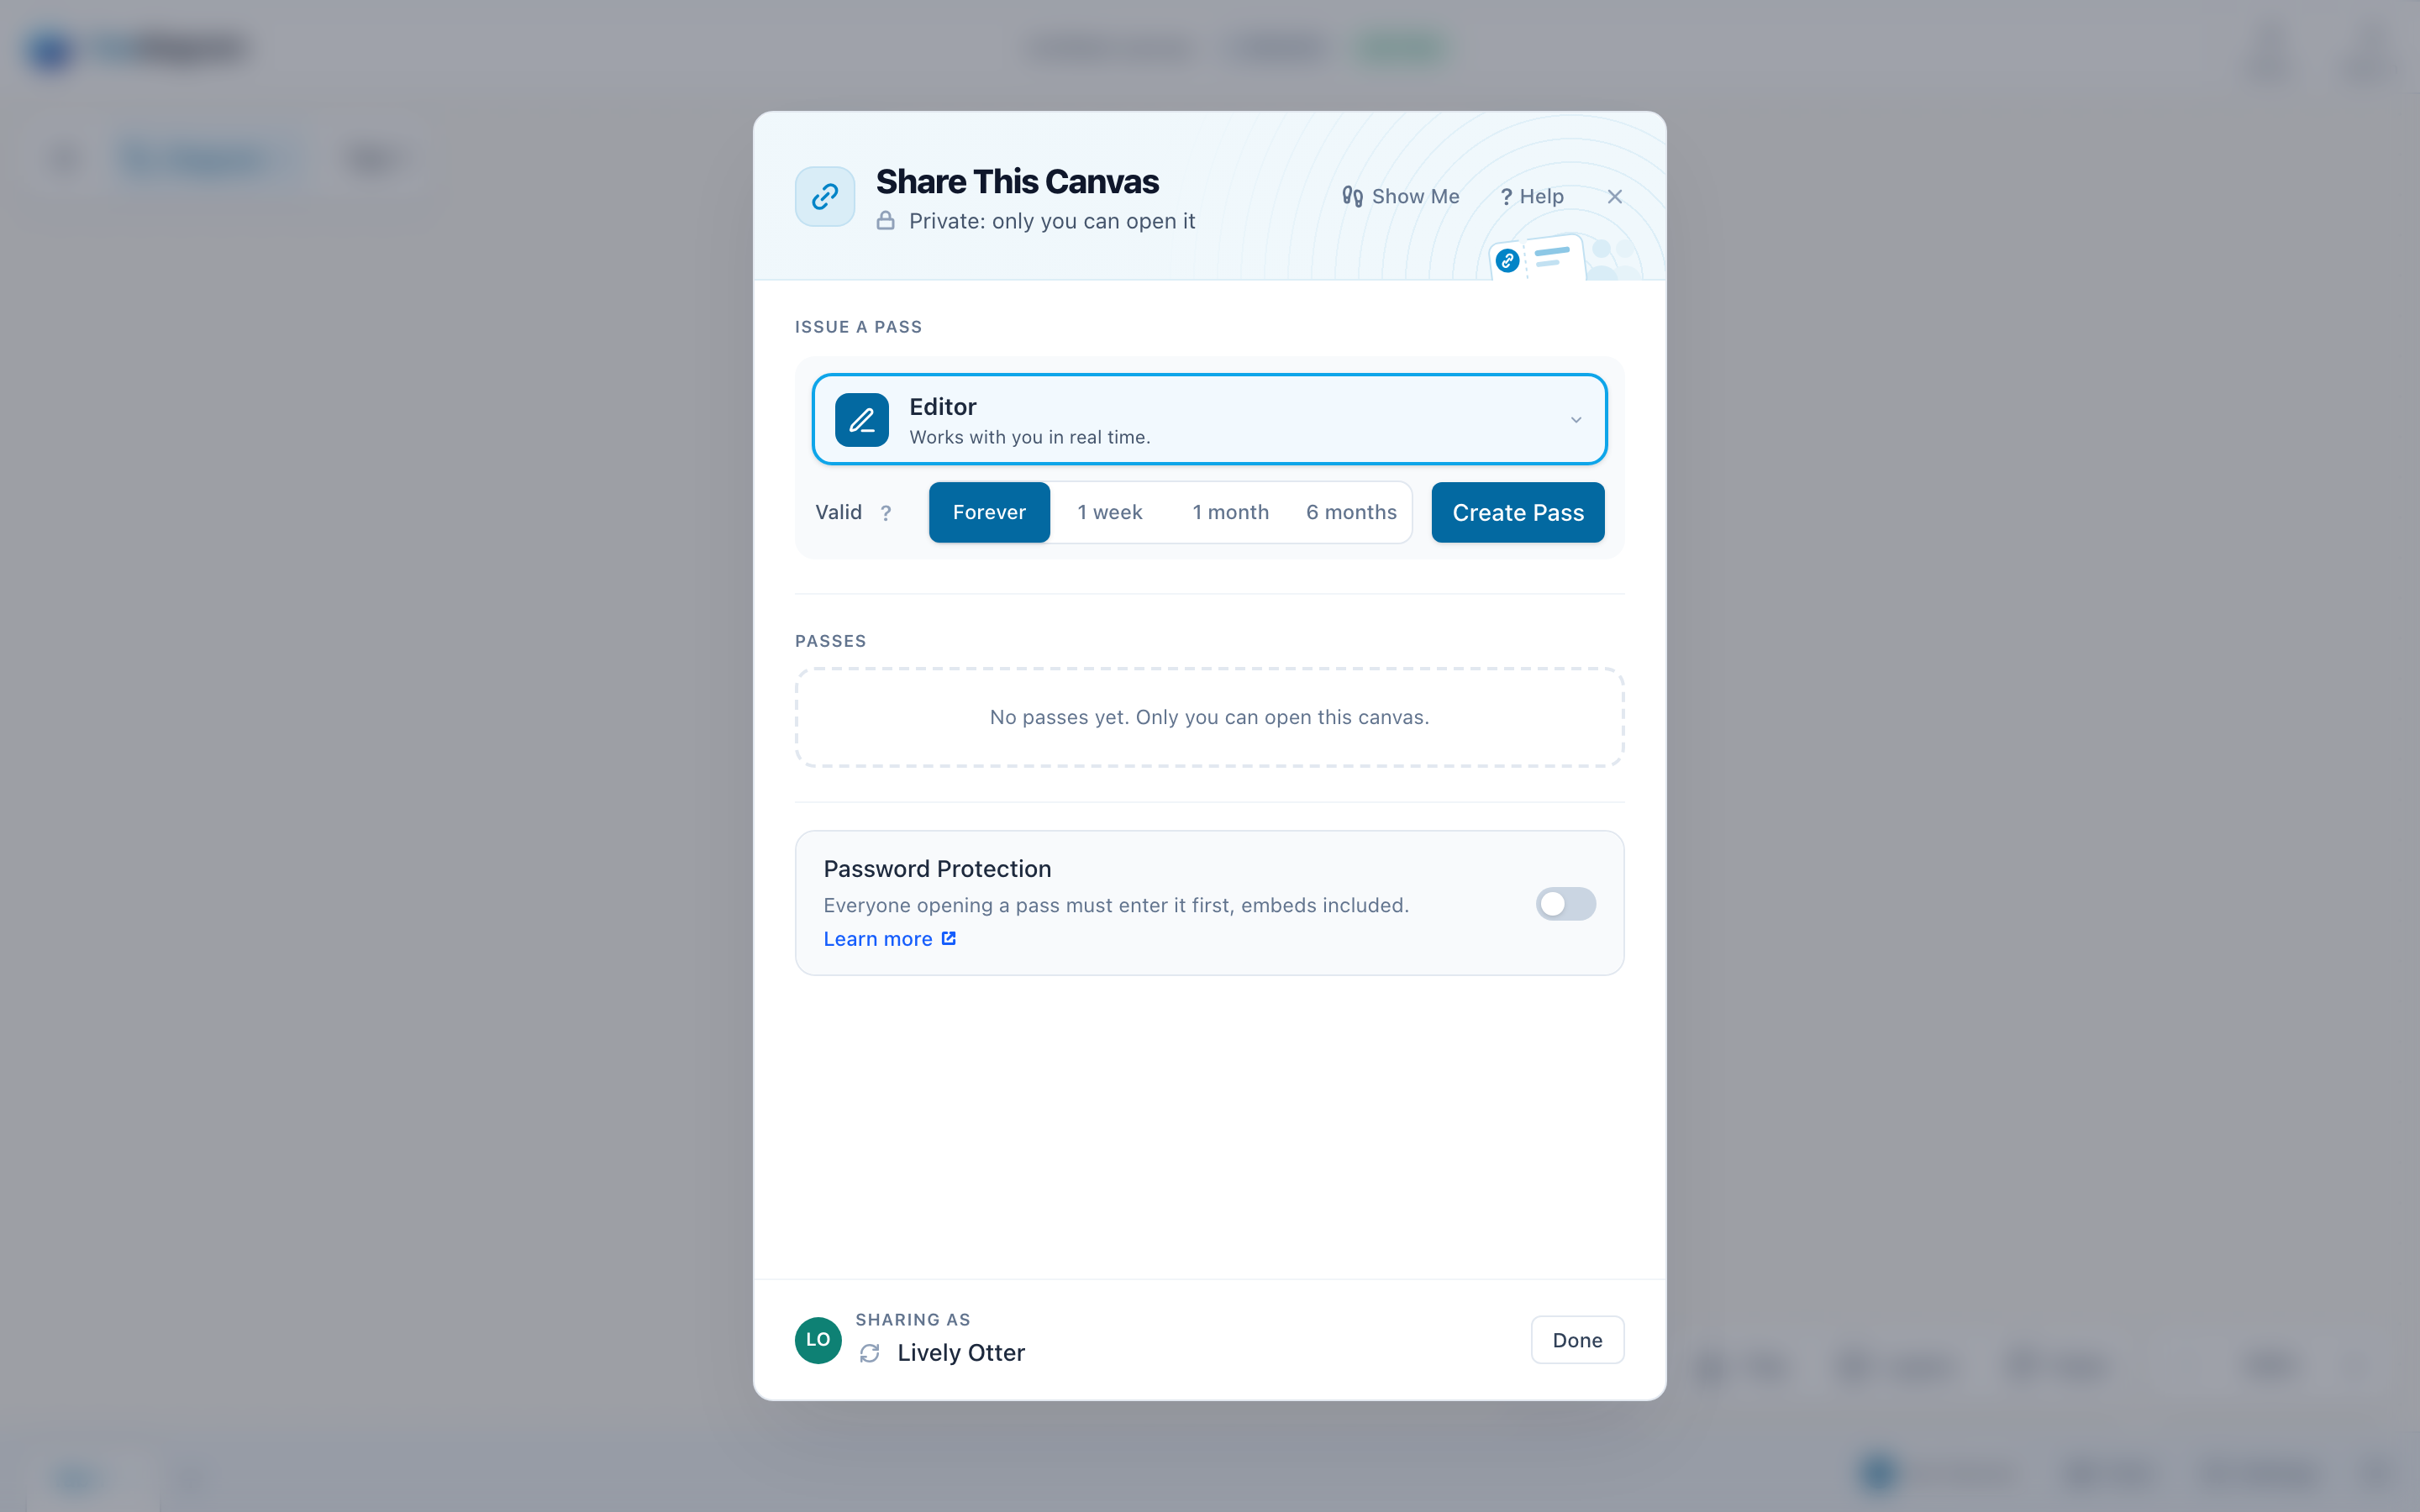 Share This Canvas
Private: only you can open it
Show Me
? Help
ISSUE A PASS
Editor
Works with you in real time.
Valid ?
Forever
1 week
1 month
6 months
Create Pass
PASSES
No passes yet. Only you can open this canvas.
Password Protection
Everyone opening a pass must enter it first, embeds included.
Learn more
LO
SHARING AS
Lively Otter
Done